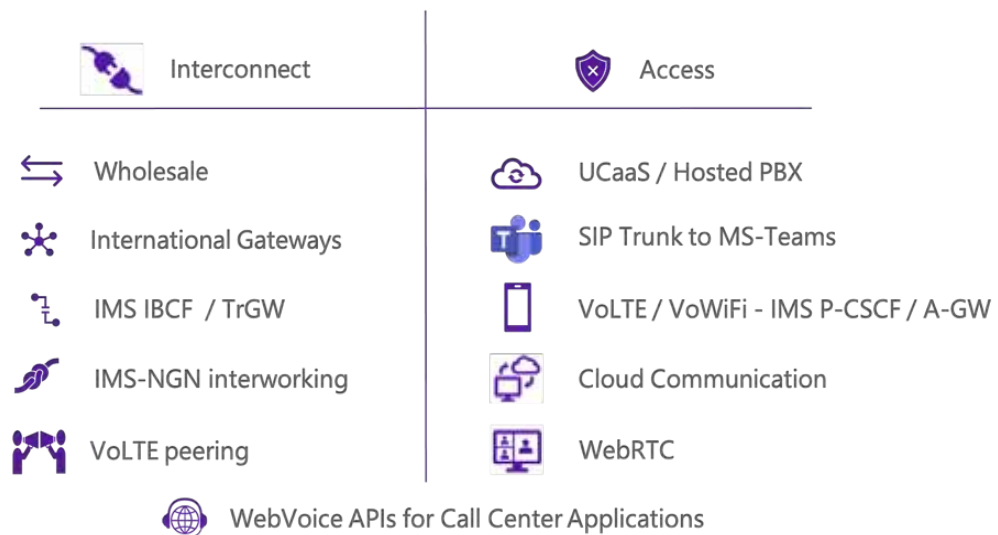 Interconnect
Access
Wholesale
UCaaS / Hosted PBX
International Gateways
SIP Trunk to MS-Teams
IMS IBCF / TrGW
VoLTE / VoWiFi - IMS P-CSCF / A-GW
IMS-NGN interworking
Cloud Communication
VoLTE peering
WebRTC
WebVoice APIs for Call Center Applications